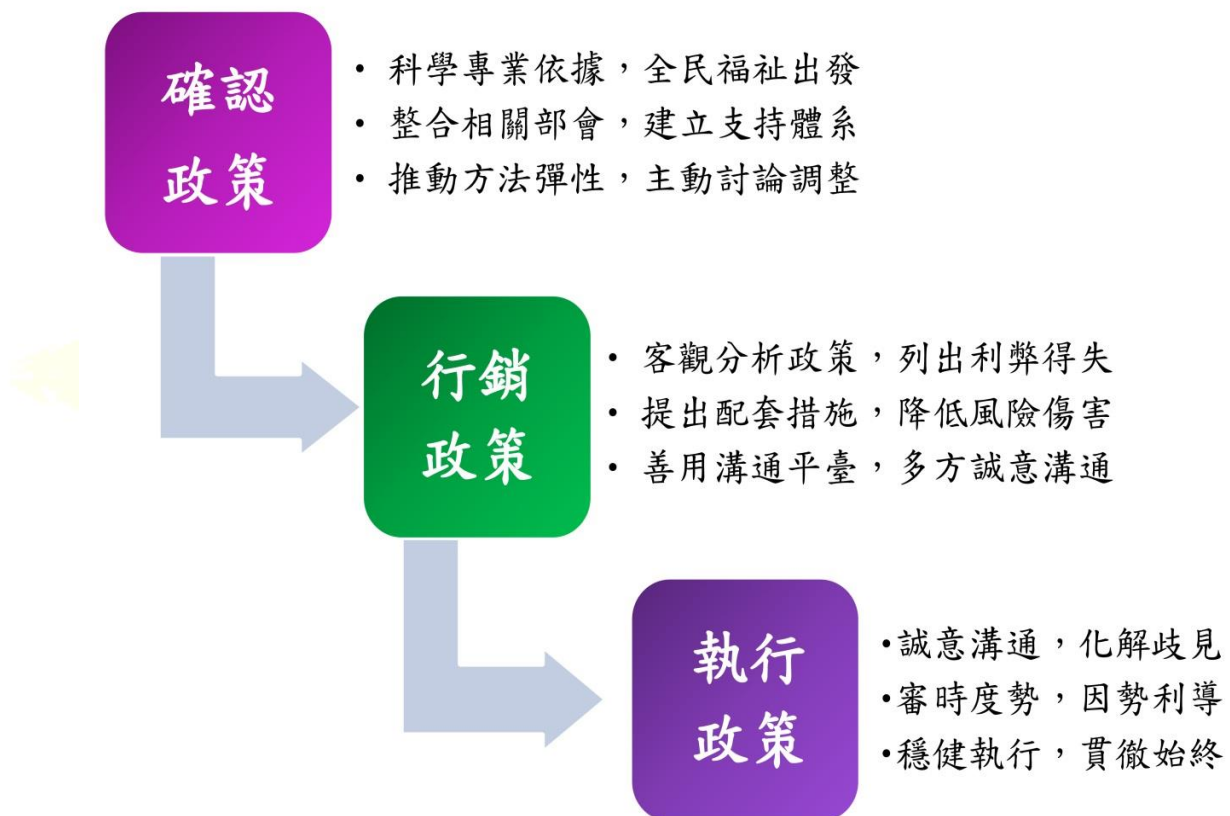 確認
政策
• 科學專業依據，全民福祉出發
• 整合相關部會，建立支持體系
• 推動方法彈性，主動討論調整
行銷
政策
• 客觀分析政策，列出利弊得失
• 提出配套措施，降低風險傷害
• 善用溝通平臺，多方誠意溝通
執行
政策
•誠意溝通，化解歧見
•審時度勢，因勢利導
•穩健執行，貫徹始終